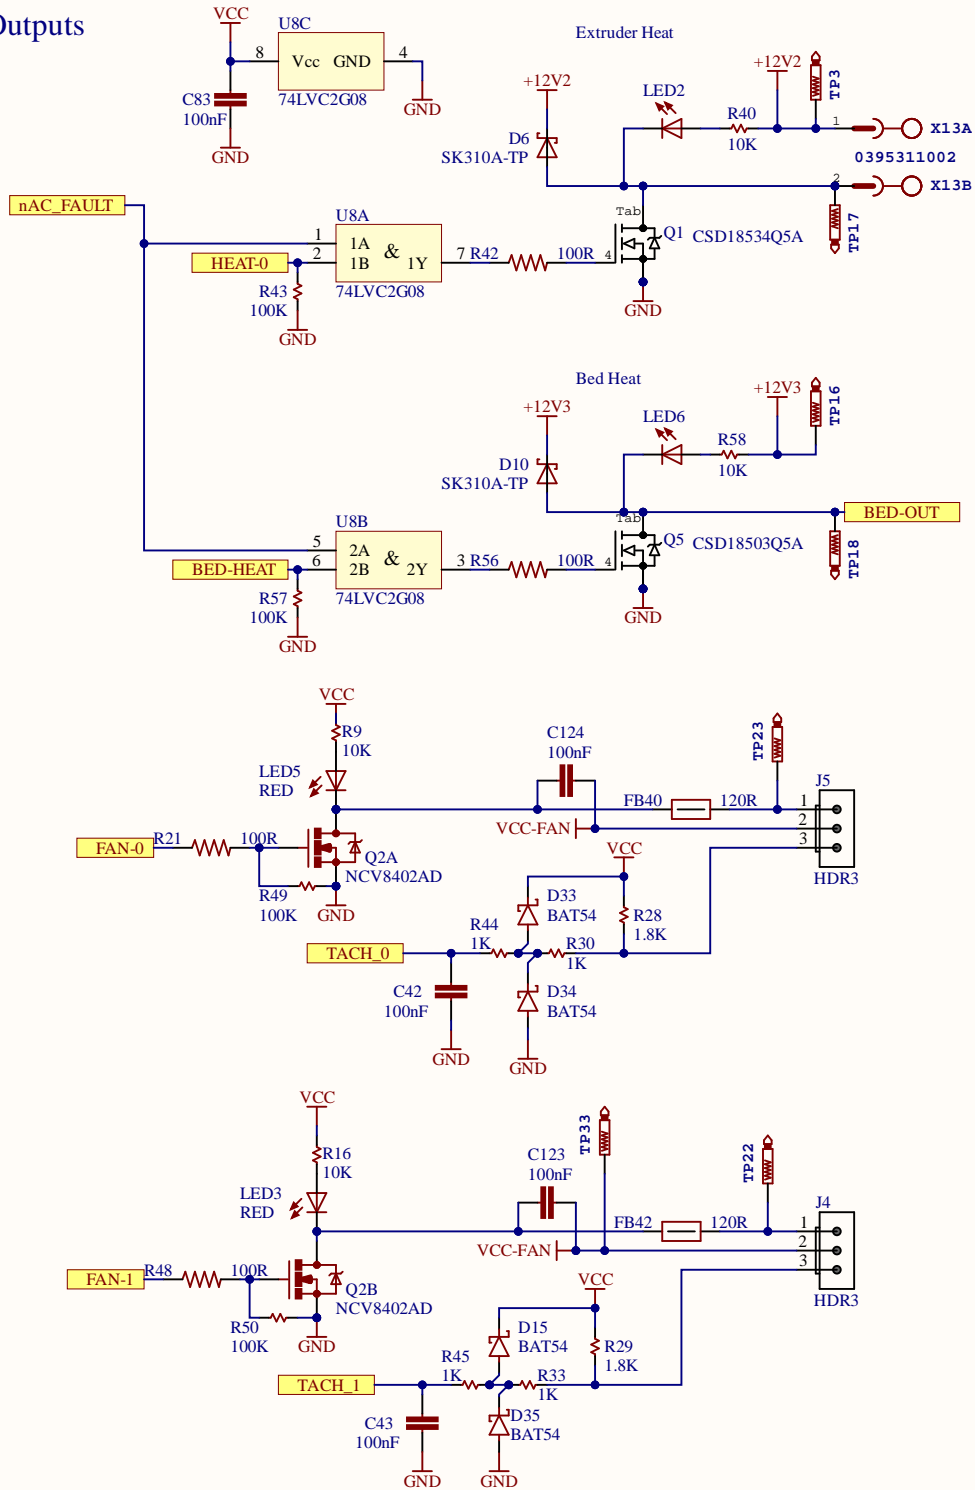 Outputs
VCC
U8C
8 Vcc GND 4
74LVC2G08
C83
100nF
GND
GND
Extruder Heat
+12V2
LED2
+12V2
TP3
R40
10K
D6
SK310A-TP
1 X13A
0395311002
2 X13B
nAC_FAULT
U8A
Tab
1 1A & 1Y 7 R42 100R 4
2 1B
HEAT-0
Q1 CSD18534Q5A
TP17
R43
100K
74LVC2G08
GND
GND
Bed Heat
+12V3
LED6
+12V3
TP16
R58
10K
D10
SK310A-TP
BED-OUT
U8B
Tab
5 2A & 2Y 3 R56 100R 4
6 2B
BED-HEAT
Q5 CSD18503Q5A
TP18
R57
100K
74LVC2G08
GND
GND
VCC
R9
10K
C124
100nF
TP23
LED5
RED
J5
FB40 120R 1
VCC-FAN 2
3
HDR3
FAN-0 R21 100R
Q2A
NCV8402AD
R49
100K
GND
VCC
D33
BAT54
R28
1.8K
R44
1K
R30
1K
TACH_0
C42
100nF
D34
BAT54
GND
GND
VCC
R16
10K
TP33
C123
100nF
TP22
LED3
RED
J4
FB42 120R 1
VCC-FAN 2
3
HDR3
FAN-1 R48 100R
Q2B
NCV8402AD
R50
100K
GND
VCC
D15
BAT54
R29
1.8K
R45
1K
R33
1K
TACH_1
C43
100nF
D35
BAT54
GND
GND